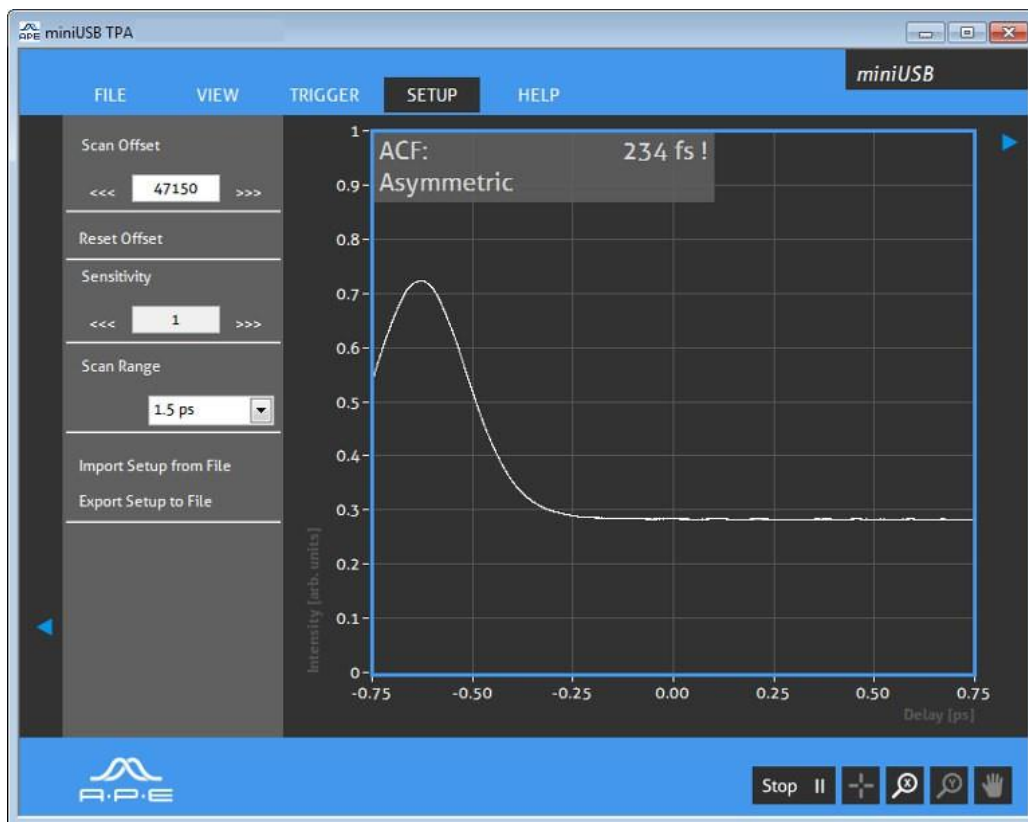 APE miniUSB TPA
miniUSB
FILE VIEW TRIGGER SETUP HELP
Scan Offset
<<< 47150 >>>
Reset Offset
Sensitivity
<<< 1 >>>
Scan Range
1.5 ps
Import Setup from File
Export Setup to File
ACF: 234 fs !
Asymmetric
1
0.9
0.8
0.7
0.6
0.5
0.4
0.3
0.2
0.1
0
Intensity [arb. units]
-0.75 -0.50 -0.25 0.00 0.25 0.50 0.75
Delay [ps]
A·P·E
Stop
X Y